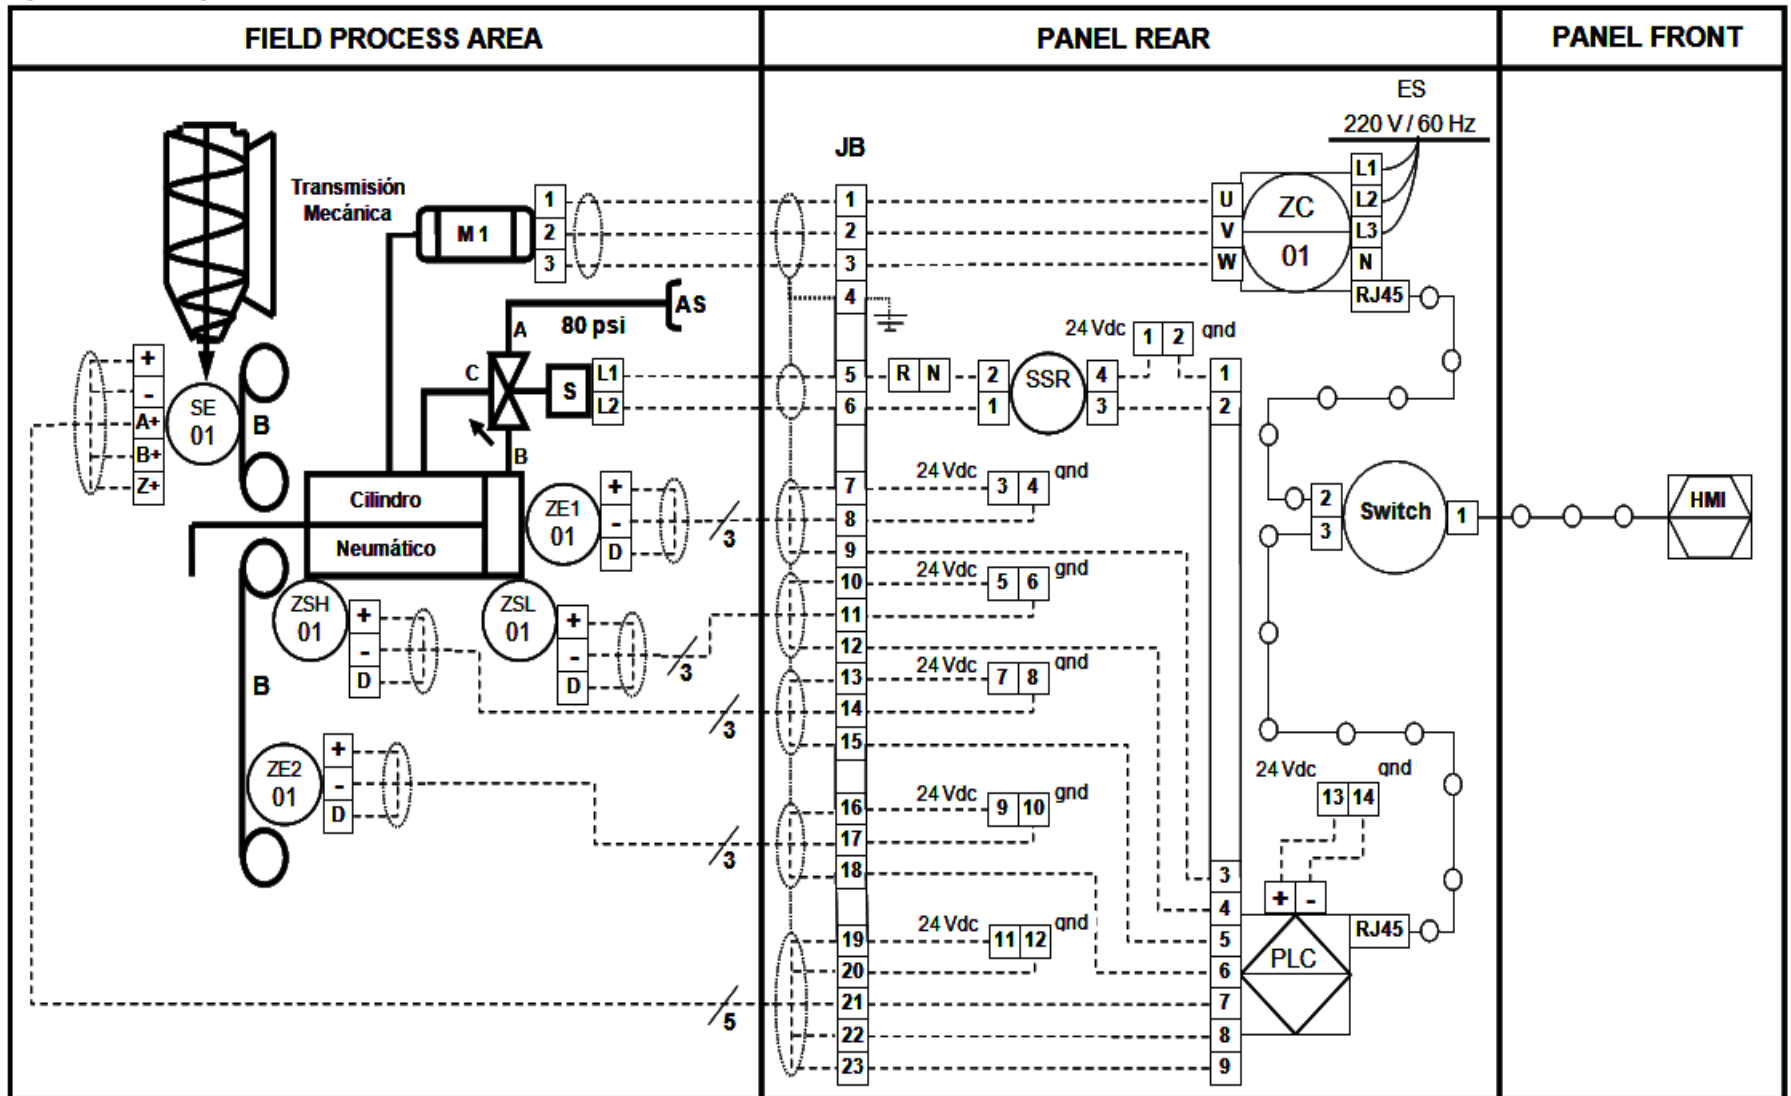 FIELD PROCESS AREA
PANEL REAR
PANEL FRONT
ES
220 V / 60 Hz
JB
Transmisión
Mecánica
M 1
1
2
3
1
2
3
4
U
V
W
ZC
01
L1
L2
L3
N
RJ45
AS
80 psi
A
C
B
S
L1
L2
5
6
R N
2
1
SSR
4
3
24 Vdc
1 2
gnd
1
2
+
-
A+
B+
Z+
SE
01
B
Cilindro
Neumático
ZE1
01
+
-
D
3
7
8
9
24 Vdc
3 4
gnd
2
3
Switch
1
HMI
ZSH
01
+
-
D
ZSL
01
+
-
D
3
3
10
11
12
24 Vdc
5 6
gnd
13
14
15
24 Vdc
7 8
gnd
B
ZE2
01
+
-
D
3
16
17
18
24 Vdc
9 10
gnd
24 Vdc
gnd
13 14
+ -
3
4
5
6
7
8
9
PLC
RJ45
5
19
20
21
22
23
24 Vdc
11 12
gnd